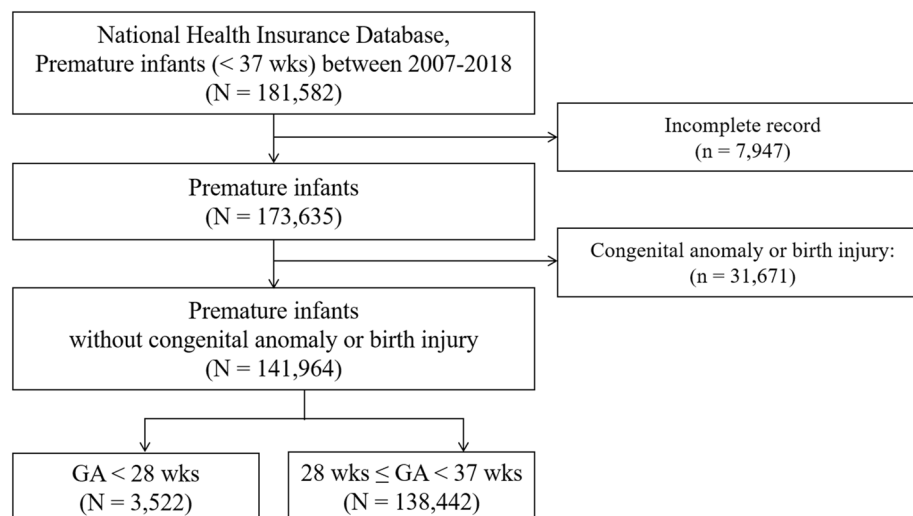 National Health Insurance Database,
Premature infants (< 37 wks) between 2007-2018
(N = 181,582)
Incomplete record
(n = 7,947)
Premature infants
(N = 173,635)
Congenital anomaly or birth injury:
(n = 31,671)
Premature infants
without congenital anomaly or birth injury
(N = 141,964)
GA < 28 wks
(N = 3,522)
28 wks ≤ GA < 37 wks
(N = 138,442)